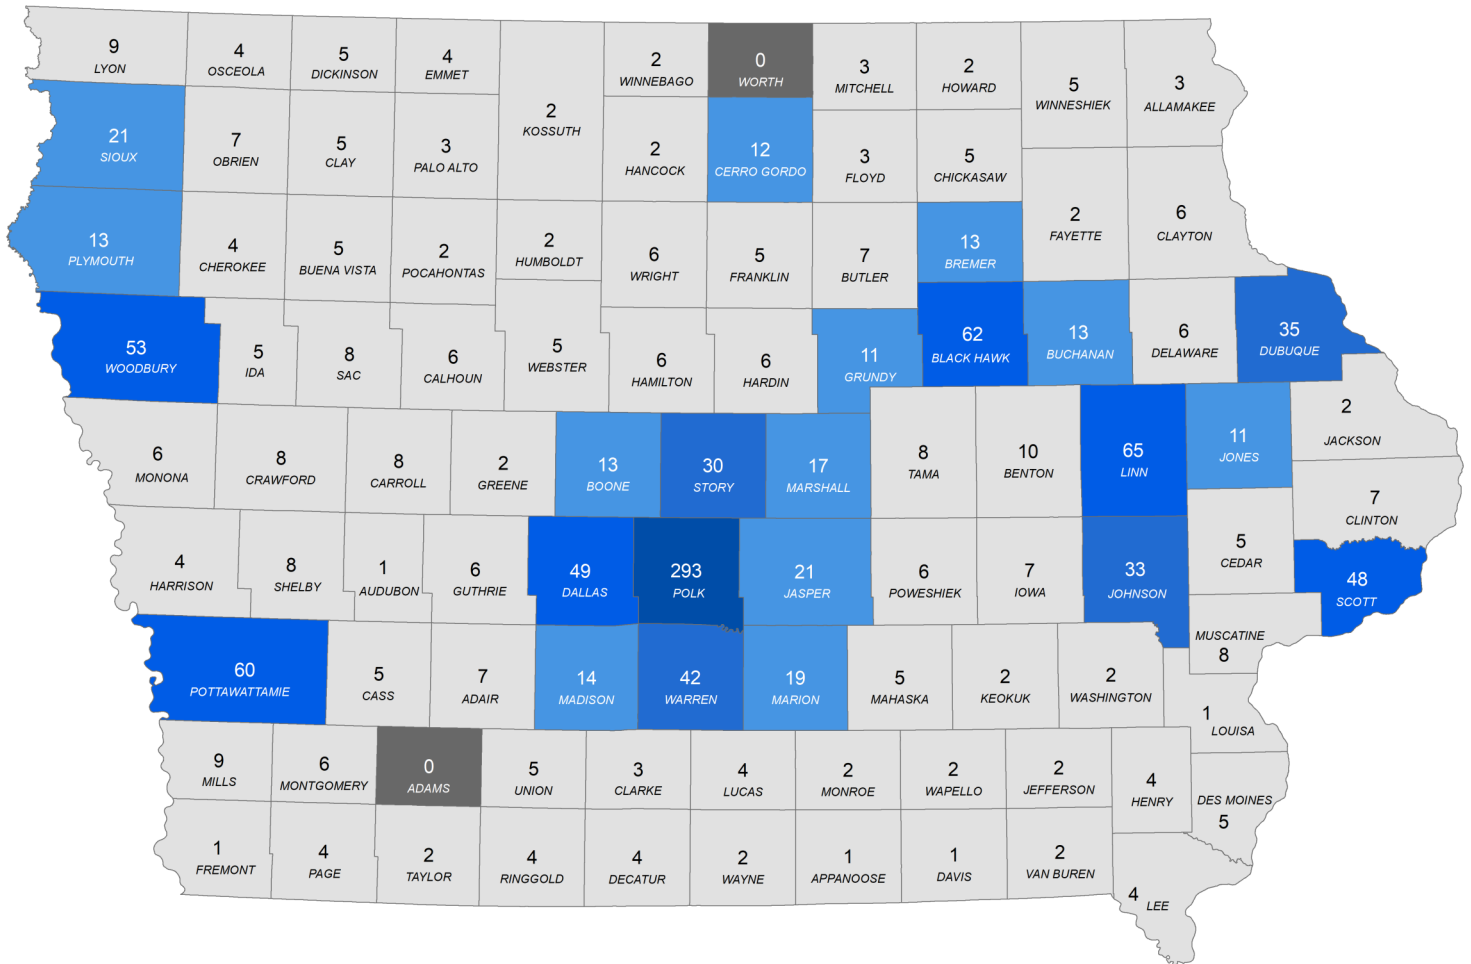 9
LYON
4
OSCEOLA
5
DICKINSON
4
EMMET
2
KOSSUTH
2
WINNEBAGO
0
WORTH
3
MITCHELL
2
HOWARD
5
WINNESHIEK
3
ALLAMAKEE
21
SIOUX
7
OBRIEN
5
CLAY
3
PALO ALTO
2
HANCOCK
12
CERRO GORDO
3
FLOYD
5
CHICKASAW
2
FAYETTE
6
CLAYTON
13
PLYMOUTH
4
CHEROKEE
5
BUENA VISTA
2
POCAHONTAS
2
HUMBOLDT
6
WRIGHT
5
FRANKLIN
7
BUTLER
13
BREMER
53
WOODBURY
5
IDA
8
SAC
6
CALHOUN
5
WEBSTER
6
HAMILTON
6
HARDIN
11
GRUNDY
62
BLACK HAWK
13
BUCHANAN
6
DELAWARE
35
DUBUQUE
6
MONONA
8
CRAWFORD
8
CARROLL
2
GREENE
13
BOONE
30
STORY
17
MARSHALL
8
TAMA
10
BENTON
65
LINN
11
JONES
2
JACKSON
7
CLINTON
4
HARRISON
8
SHELBY
1
AUDUBON
6
GUTHRIE
49
DALLAS
293
POLK
21
JASPER
6
POWESHIEK
7
IOWA
33
JOHNSON
5
CEDAR
48
SCOTT
60
POTTAWATTAMIE
5
CASS
7
ADAIR
14
MADISON
42
WARREN
19
MARION
5
MAHASKA
2
KEOKUK
2
WASHINGTON
MUSCATINE
8
1
LOUISA
9
MILLS
6
MONTGOMERY
0
ADAMS
5
UNION
3
CLARKE
4
LUCAS
2
MONROE
2
WAPELLO
2
JEFFERSON
4
HENRY
DES MOINES
5
1
FREMONT
4
PAGE
2
TAYLOR
4
RINGGOLD
4
DECATUR
2
WAYNE
1
APPANOOSE
1
DAVIS
2
VAN BUREN
4 LEE